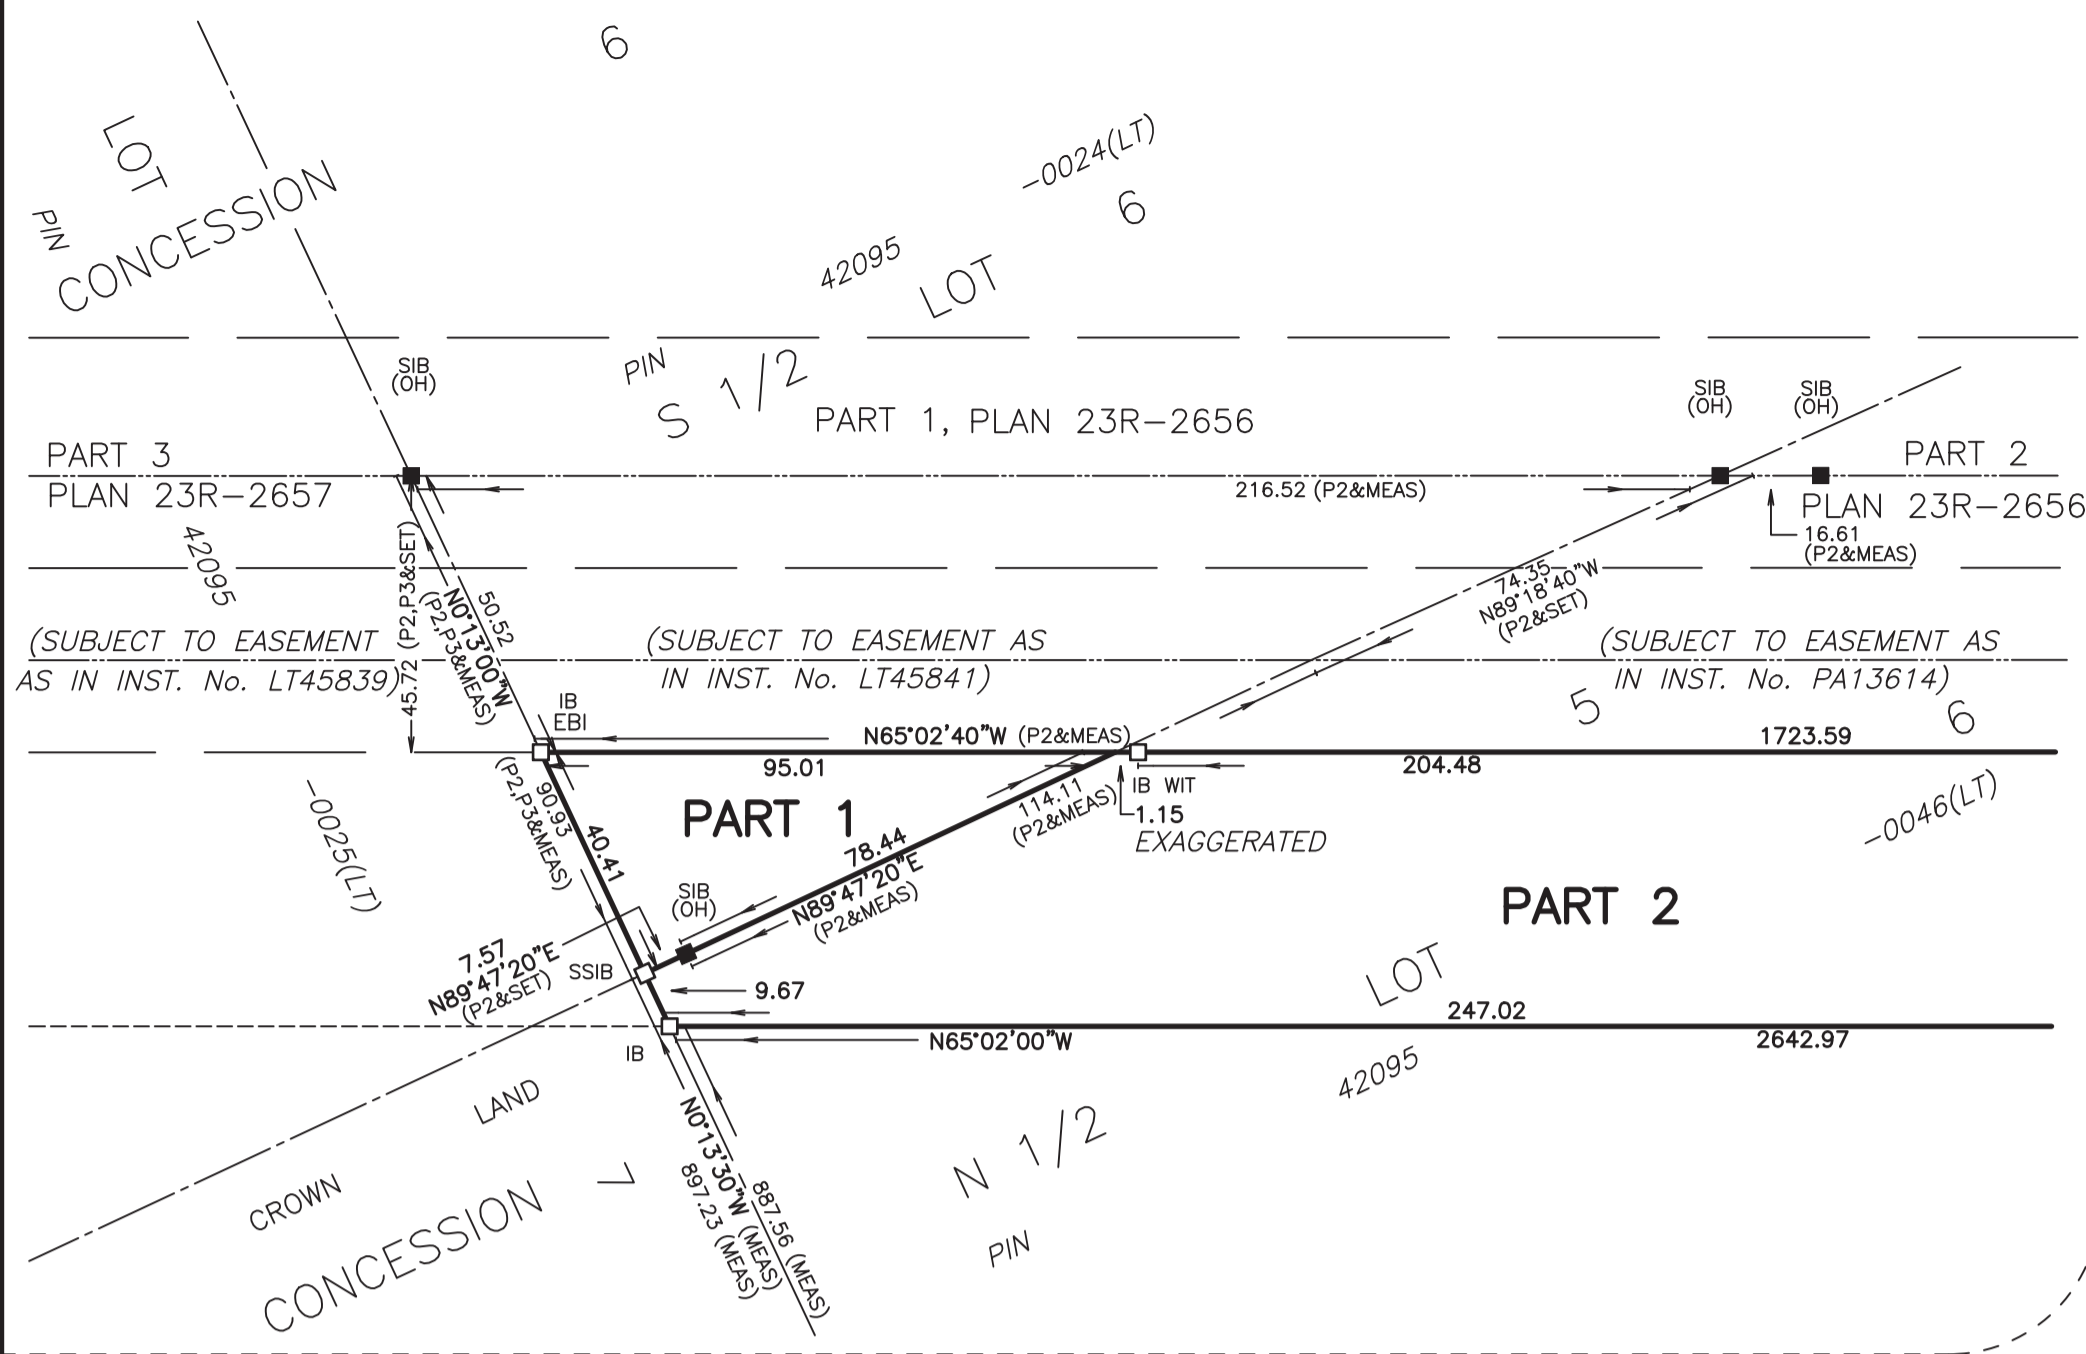 6
LOT
CONCESSION
PIN
-0024(LT)
6
42095
LOT
SIB
(OH)
PIN
S 1/2
PART 1, PLAN 23R-2656
SIB
(OH)
SIB
(OH)
PART 3
PLAN 23R-2657
PART 2
PLAN 23R-2656
216.52 (P2&MEAS)
16.61
(P2&MEAS)
42095
45.72 (P2,P3&SET)
50.52
N0°13'00"W
(P2,P3&MEAS)
74.35
N89°18'40"W
(P2&SET)
(SUBJECT TO EASEMENT
AS IN INST. No. LT45839)
(SUBJECT TO EASEMENT AS
IN INST. No. LT45841)
(SUBJECT TO EASEMENT AS
IN INST. No. PA13614)
5
6
IB
EBI
N65°02'40"W (P2&MEAS)
1723.59
95.01
204.48
IB WIT
1.15
EXAGGERATED
114.11
(P2&MEAS)
90.93
(P2,P3&MEAS)
40.41
PART 1
78.44
N89°47'20"E
(P2&MEAS)
-0025(LT)
-0046(LT)
PART 2
SIB
(OH)
7.57
N89°47'20"E
(P2&SET)
SSIB
9.67
LOT
247.02
N65°02'00"W
2642.97
IB
42095
LAND
CROWN
CONCESSION 7
N0°13'30"W (MEAS)
897.23 (MEAS)
887.56 (MEAS)
N 1/2
PIN